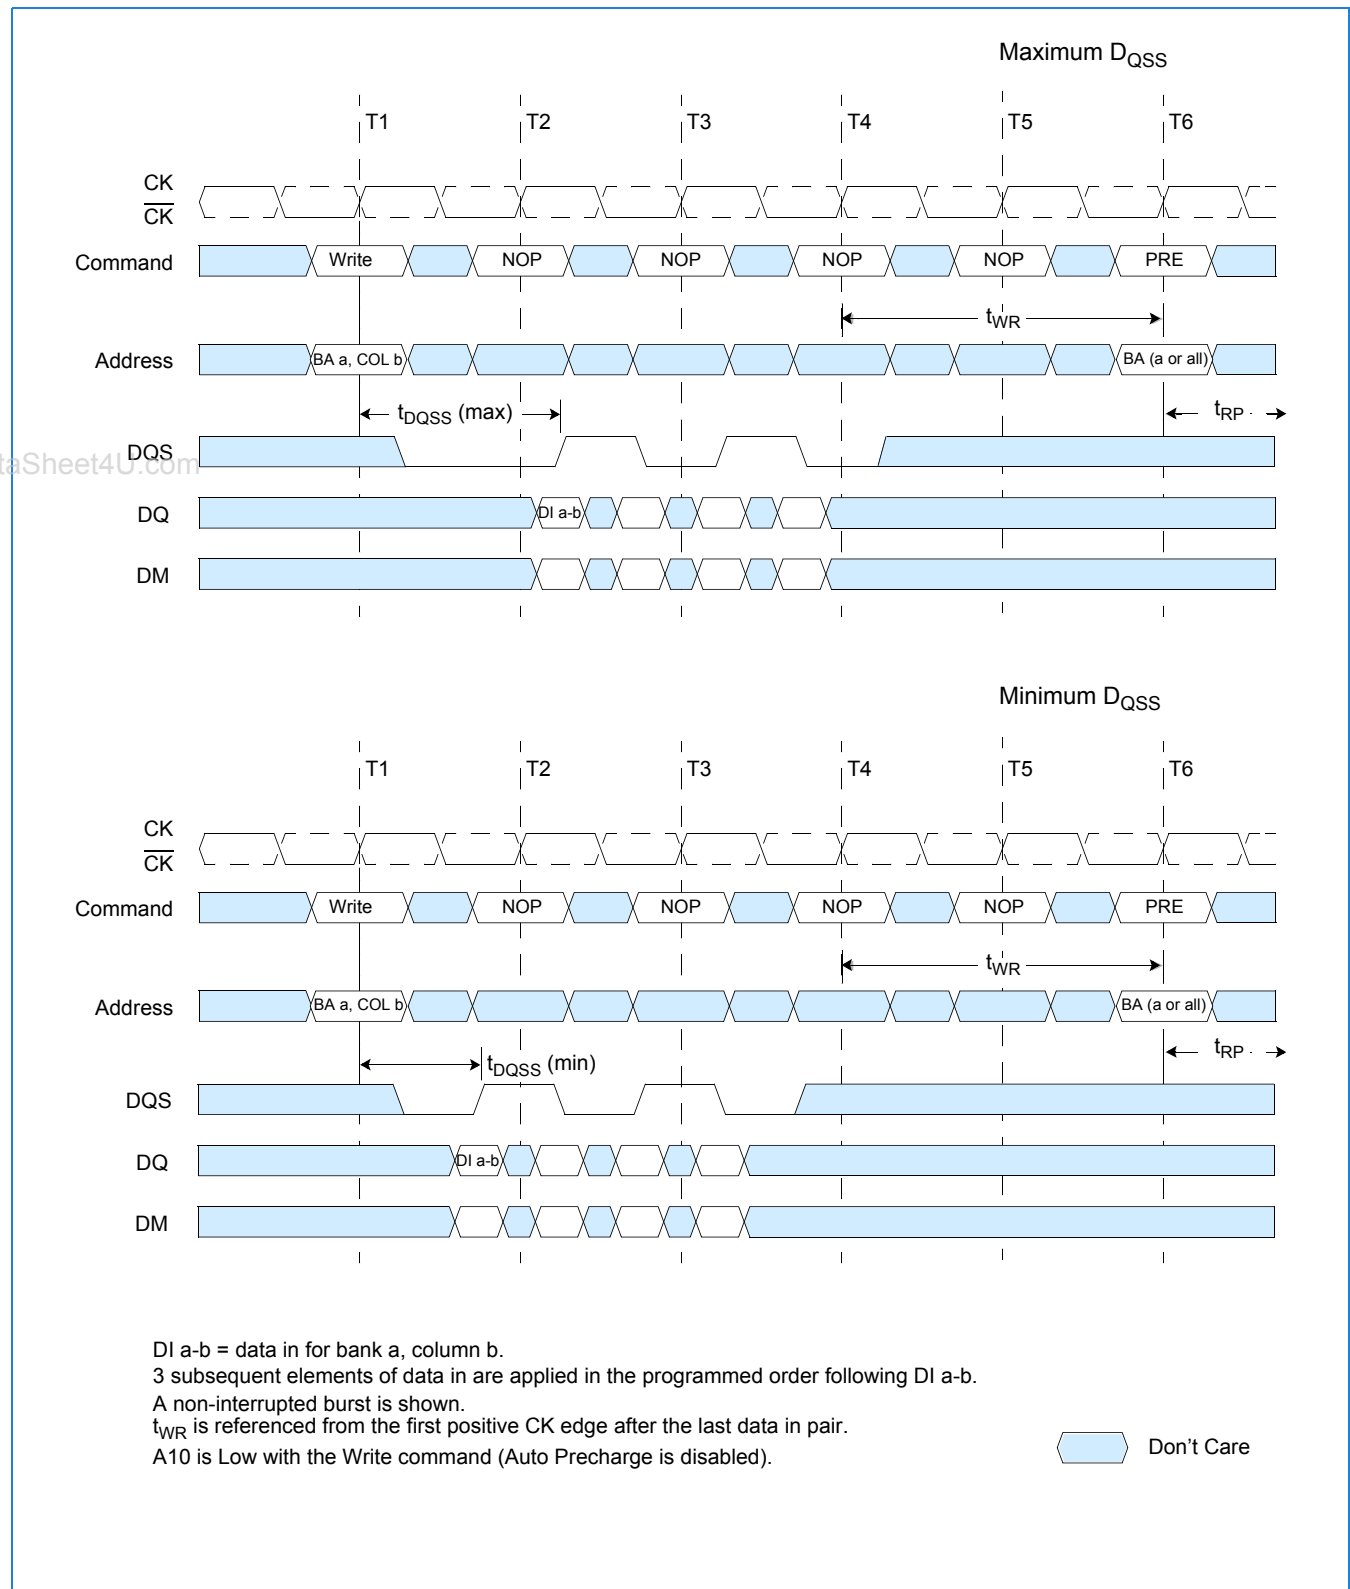 Maximum DQSS
T1 T2 T3 T4 T5 T6
CK
CK
Command Write NOP NOP NOP NOP PRE
tWR
Address BA a, COL b BA (a or all)
tDQSS (max) tRP
DQS
taSheet4U.com
DQ DI a-b
DM
Minimum DQSS
T1 T2 T3 T4 T5 T6
CK
CK
Command Write NOP NOP NOP NOP PRE
tWR
Address BA a, COL b BA (a or all)
tDQSS (min) tRP
DQS
DQ DI a-b
DM
DI a-b = data in for bank a, column b.
3 subsequent elements of data in are applied in the programmed order following DI a-b.
A non-interrupted burst is shown.
tWR is referenced from the first positive CK edge after the last data in pair.
A10 is Low with the Write command (Auto Precharge is disabled).
Don't Care